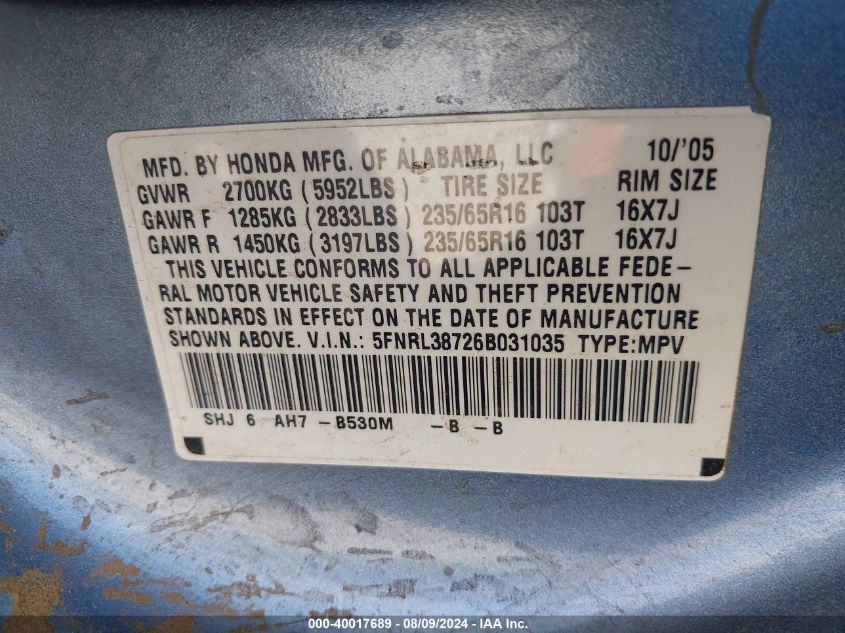 MFD. BY HONDA MFG. OF ALABAMA, LLC 10/'05
GVWR 2700KG (5952LBS) TIRE SIZE RIM SIZE
GAWR F 1285KG (2833LBS) 235/65R16 103T 16X7J
GAWR R 1450KG (3197LBS) 235/65R16 103T 16X7J
THIS VEHICLE CONFORMS TO ALL APPLICABLE FEDE-
RAL MOTOR VEHICLE SAFETY AND THEFT PREVENTION
STANDARDS IN EFFECT ON THE DATE OF MANUFACTURE
SHOWN ABOVE. V.I.N.: 5FNRL38726B031035 TYPE:MPV
SHJ 6 AH7 -B530M -B -B
000-40017689 - 08/09/2024 - IAA Inc.